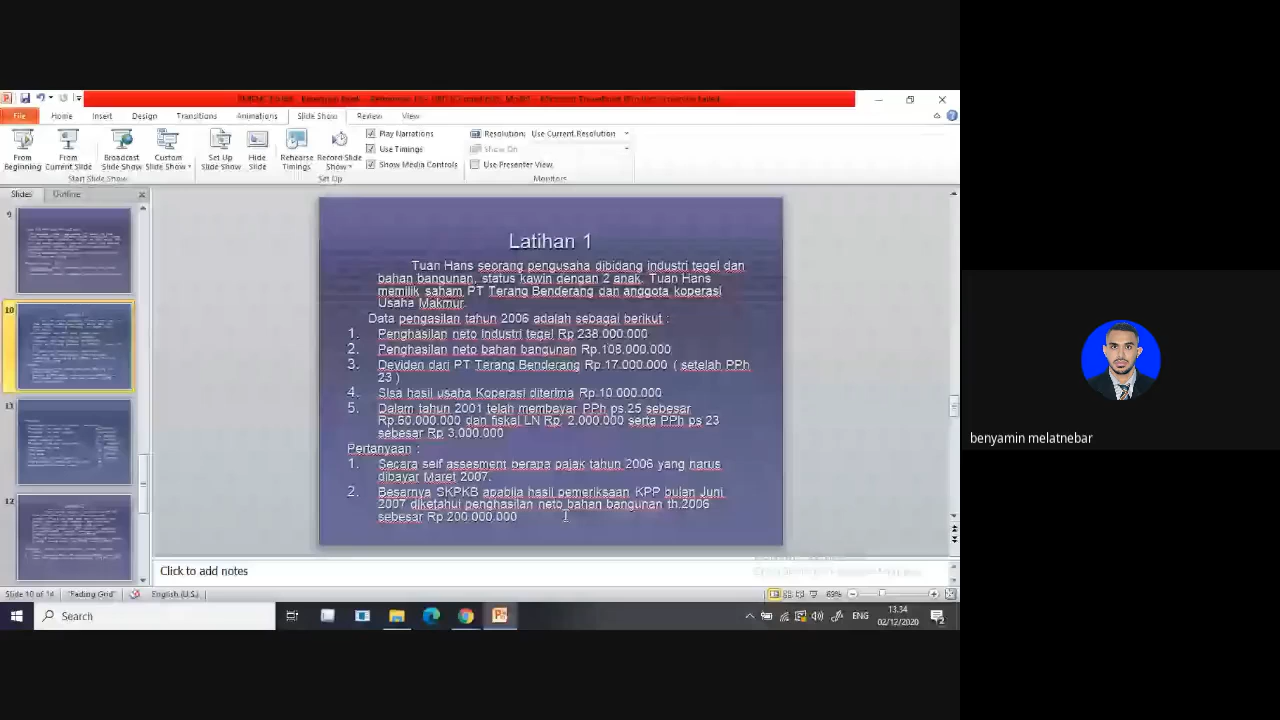 File Home Insert Design Transitions Animations Slide Show Review View
Play Narrations
Use Timings
Show Media Controls
Resolution: Use Current Resolution
Show On
Use Presenter View
From Beginning
From Current Slide
Broadcast Slide Show
Custom Slide Show
Set Up Slide Show
Hide Slide
Rehearse Timings
Record Slide Show
Start Slide Show
Set Up
Monitors
Slides Outline
9
10
11
12
Latihan 1
Tuan Hans seorang pengusaha dibidang industri tegel dan
bahan bangunan, status kawin dengan 2 anak. Tuan Hans
memilik saham PT Terang Benderang dan anggota koperasi
Usaha Makmur.
Data pengasilan tahun 2006 adalah sebagai berikut :
1. Penghasilan neto industri tegel Rp 238.000.000
2. Penghasilan neto bahan bangunan Rp.108.000.000
3. Deviden dari PT Terang Benderang Rp.17.000.000 ( setelah PPh
23 )
4. Sisa hasil usaha Koperasi diterima Rp.10.000.000
5. Dalam tahun 2001 telah membayar PPh ps.25 sebesar
Rp.60.000.000 dan fiskal LN Rp. 2.000.000 serta PPh ps 23
sebesar Rp 3.000.000
Pertanyaan :
1. Secara self assesment berapa pajak tahun 2006 yang harus
dibayar Maret 2007.
2. Besarnya SKPKB apabila hasil pemeriksaan KPP bulan Juni
2007 diketahui penghasilan neto bahan bangunan th.2006
sebesar Rp.200.000.000
Click to add notes
Slide 10 of 14 "Fading Grid" English (U.S.)
69%
Search
ENG
13.34
02/12/2020
benyamin melatnebar